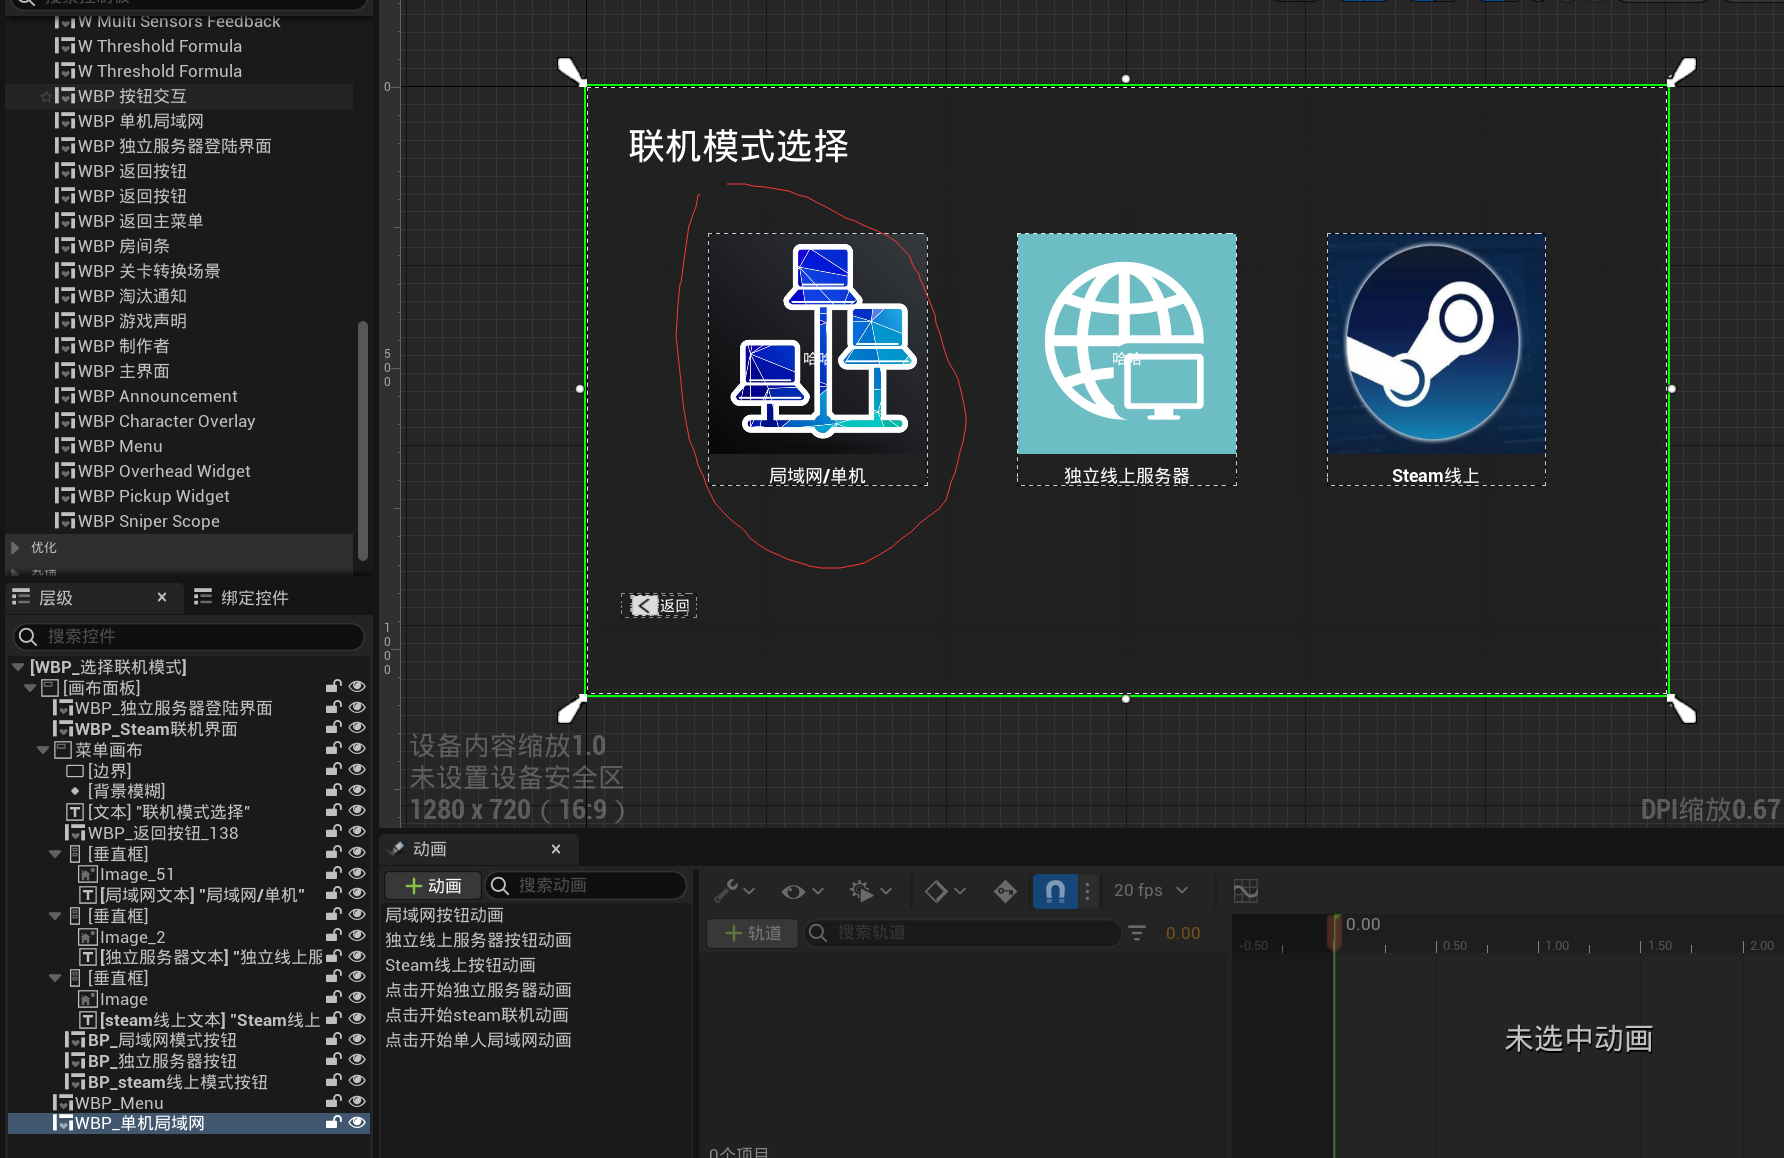 W Multi Sensors Feedback
W Threshold Formula
W Threshold Formula
WBP 按钮交互
WBP 单机局域网
WBP 独立服务器登陆界面
WBP 返回按钮
WBP 返回按钮
WBP 返回主菜单
WBP 房间条
WBP 关卡转换场景
WBP 淘汰通知
WBP 游戏声明
WBP 制作者
WBP 主界面
WBP Announcement
WBP Character Overlay
WBP Menu
WBP Overhead Widget
WBP Pickup Widget
WBP Sniper Scope
优化
层级
绑定控件
搜索控件
[WBP_选择联机模式]
[画布面板]
WBP_独立服务器登陆界面
WBP_Steam联机界面
菜单画布
[边界]
[背景模糊]
[文本] "联机模式选择"
WBP_返回按钮_138
[垂直框]
Image_51
[局域网文本] "局域网/单机"
[垂直框]
Image_2
[独立服务器文本] "独立线上服
[垂直框]
Image
[steam线上文本] "Steam线上
BP_局域网模式按钮
BP_独立服务器按钮
BP_steam线上模式按钮
WBP_Menu
WBP_单机局域网
0
500
1000
联机模式选择
哈哈
哈哈
局域网/单机
独立线上服务器
Steam线上
返回
设备内容缩放1.0
未设置设备安全区
1280 x 720 ( 16:9 )
DPI缩放0.67
动画
动画
搜索动画
局域网按钮动画
独立线上服务器按钮动画
Steam线上按钮动画
点击开始独立服务器动画
点击开始steam联机动画
点击开始单人局域网动画
20 fps
轨道
搜索轨道
0.00
0.00
-0.50
0.50
1.00
1.50
2.00
未选中动画
0个项目